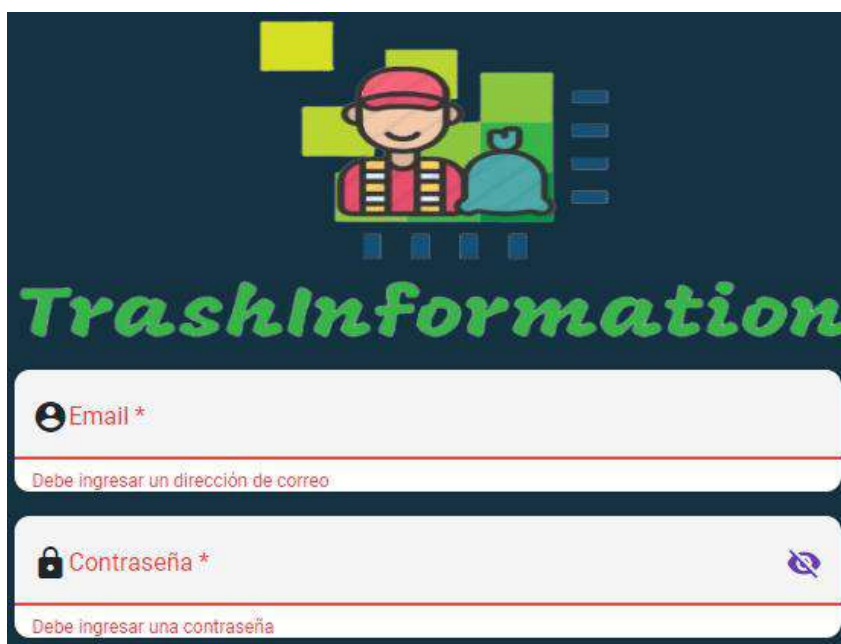 TrashInformation
Email *
Debe ingresar un dirección de correo
Contraseña *
Debe ingresar una contraseña